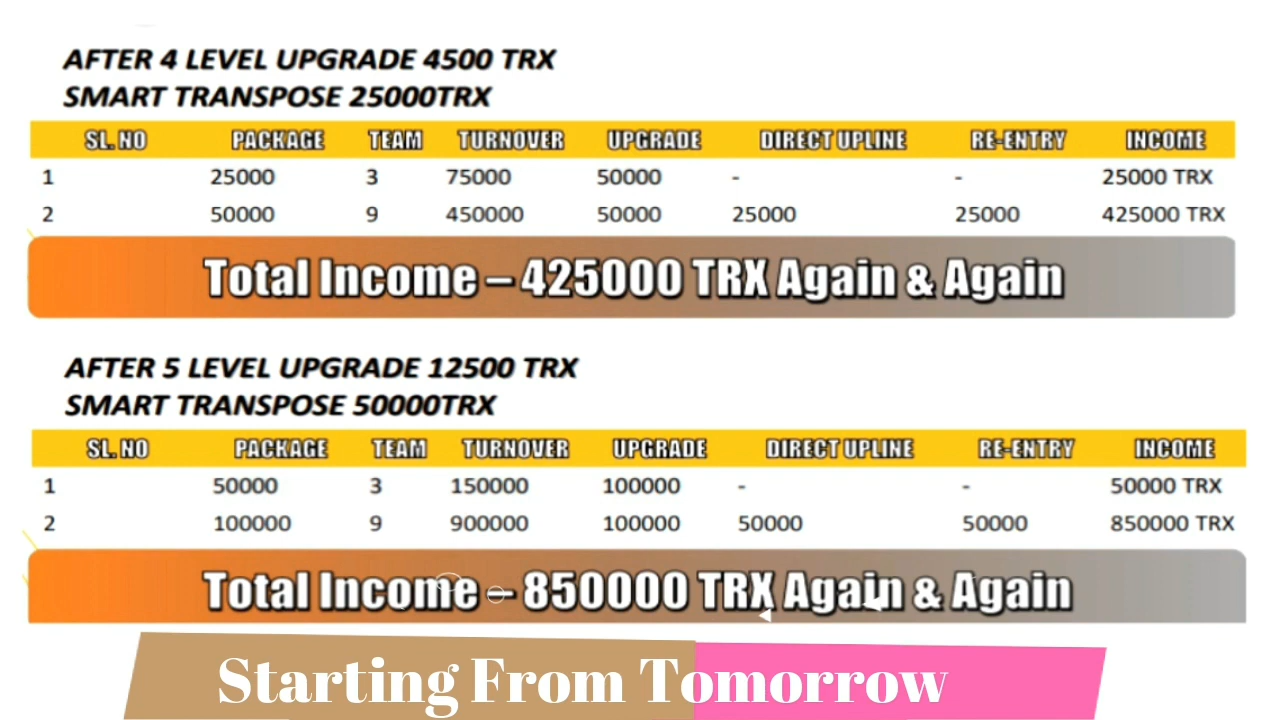 AFTER 4 LEVEL UPGRADE 4500 TRX
SMART TRANSPOSE 25000TRX
SL. NO PACKAGE TEAM TURNOVER UPGRADE DIRECT UPLINE RE-ENTRY INCOME
1 25000 3 75000 50000 - - 25000 TRX
2 50000 9 450000 50000 25000 25000 425000 TRX
Total Income – 425000 TRX Again & Again
AFTER 5 LEVEL UPGRADE 12500 TRX
SMART TRANSPOSE 50000TRX
SL. NO PACKAGE TEAM TURNOVER UPGRADE DIRECT UPLINE RE-ENTRY INCOME
1 50000 3 150000 100000 - - 50000 TRX
2 100000 9 900000 100000 50000 50000 850000 TRX
Total Income – 850000 TRX Again & Again
Starting From Tomorrow